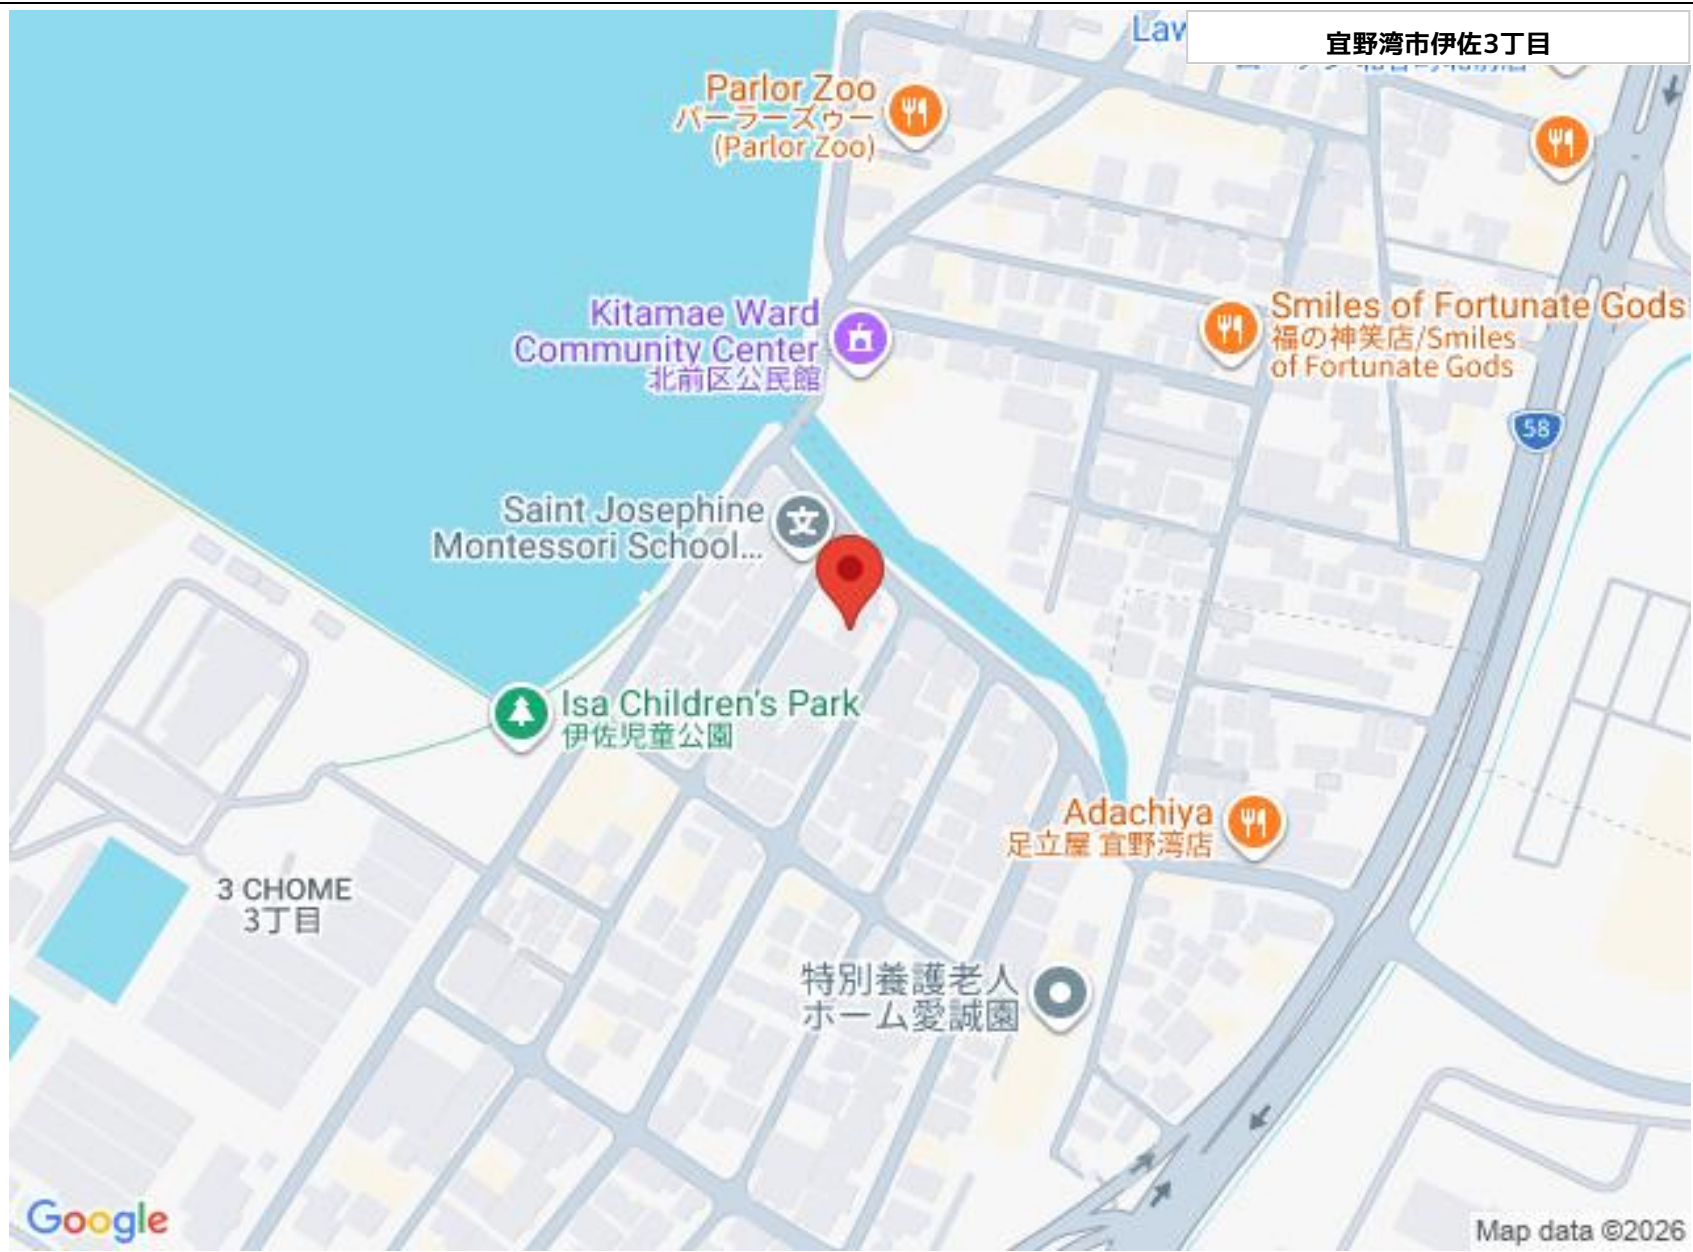 宜野湾市伊佐3丁目
Parlor Zoo
パーラーズゥー
(Parlor Zoo)
Kitamae Ward
Community Center
北前区公民館
Smiles of Fortunate Gods
福の神笑店/Smiles
of Fortunate Gods
58
Saint Josephine
Montessori School...
Isa Children's Park
伊佐児童公園
Adachiya
足立屋 宜野湾店
3 CHOME
3丁目
特別養護老人
ホーム愛誠園
Google
Map data ©2026